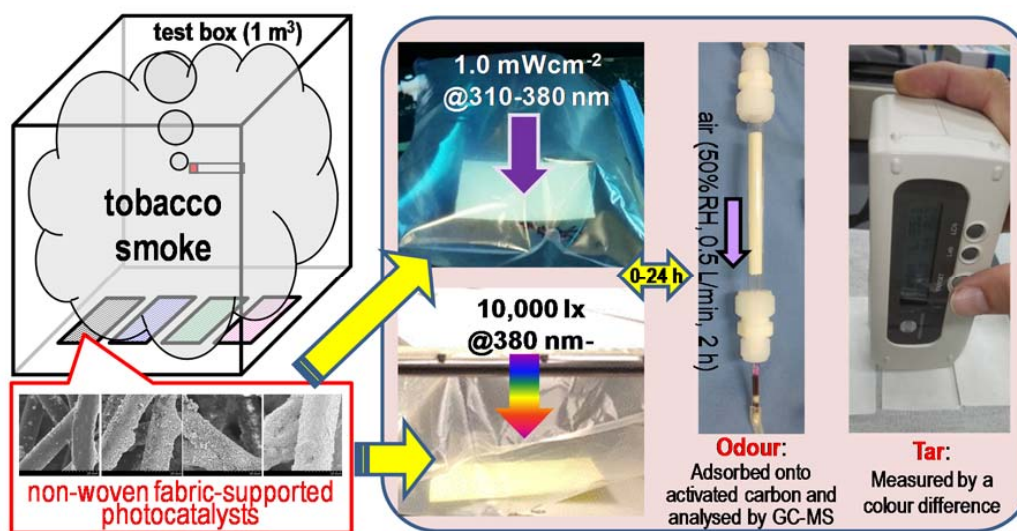 test box (1 m³)
tobacco
smoke
non-woven fabric-supported
photocatalysts
1.0 mWcm⁻²
@310-380 nm
10,000 lx
@380 nm-
0-24 h
air (50%RH, 0.5 L/min, 2 h)
Odour:
Adsorbed onto
activated carbon and
analysed by GC-MS
Tar:
Measured by a
colour difference